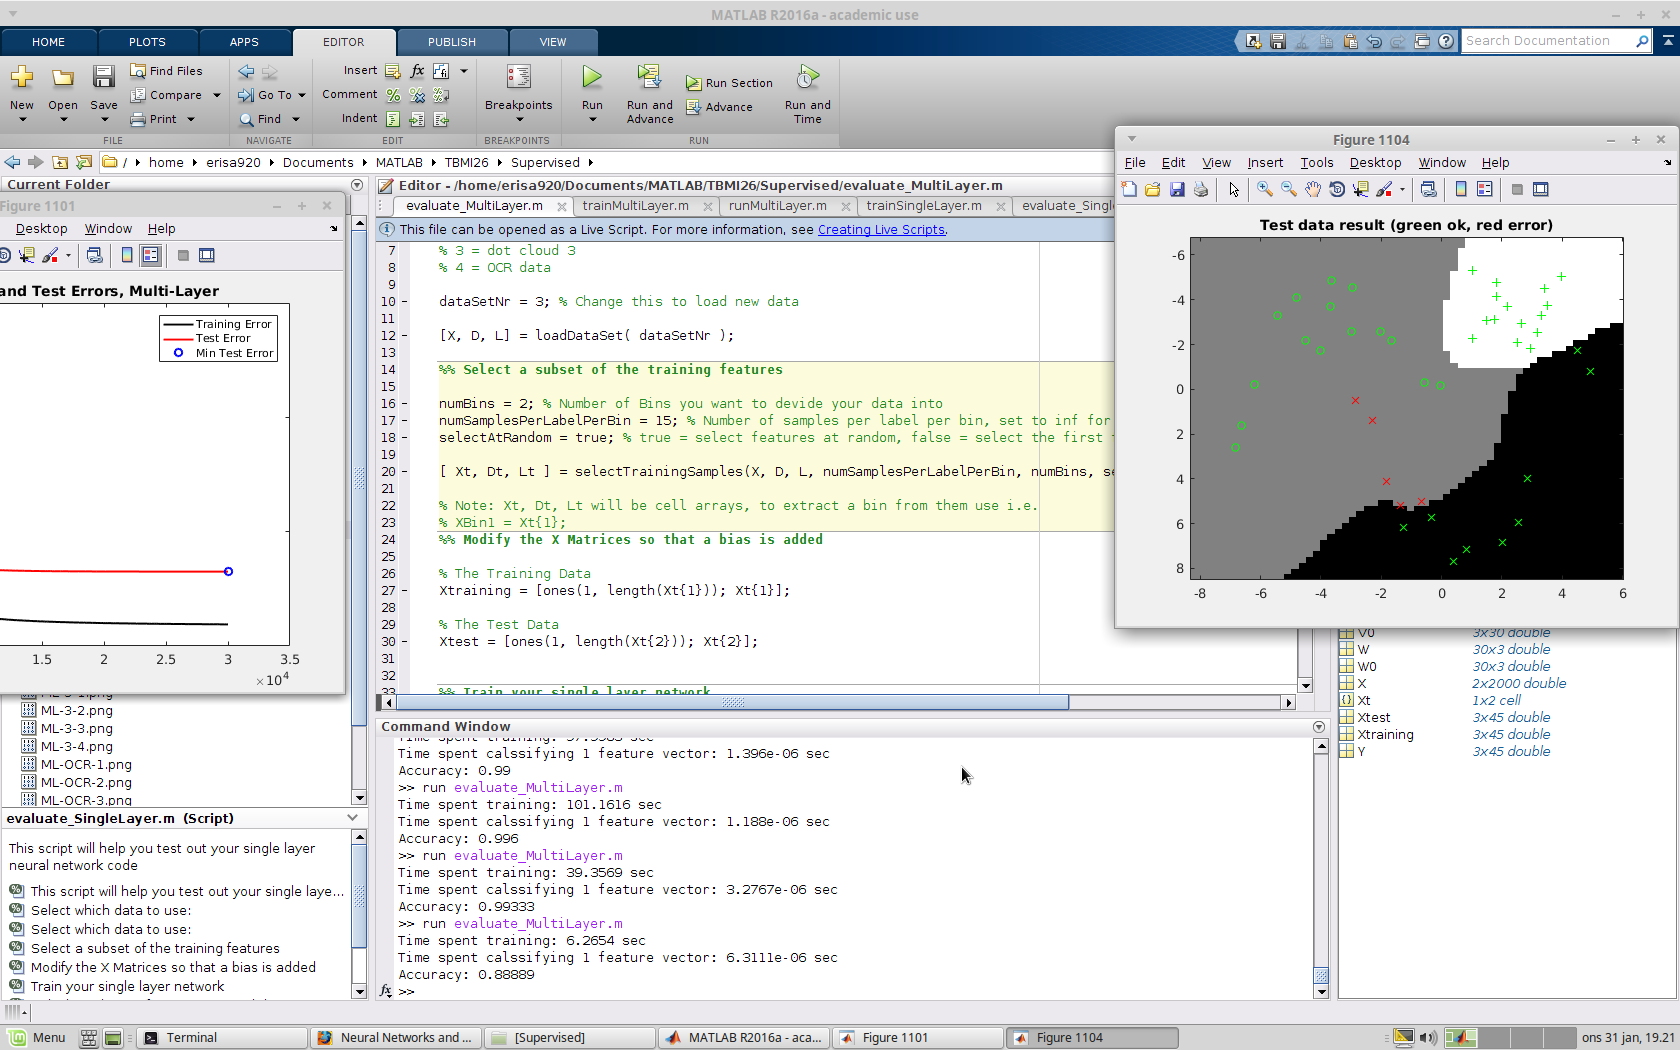 MATLAB R2016a - academic use
HOME PLOTS APPS EDITOR PUBLISH VIEW
Search Documentation
New Open Save
Find Files
Compare
Print
Go To
Find
Insert
Comment
Indent
fx
Breakpoints
Run
Run and Advance
Run Section
Advance
Run and Time
FILE NAVIGATE EDIT BREAKPOINTS RUN
/ home erisa920 Documents MATLAB TBMI26 Supervised
Current Folder
Figure 1101
Desktop Window Help
and Test Errors, Multi-Layer
Training Error
Test Error
Min Test Error
1.5 2 2.5 3 3.5
×10^4
ML-3-2.png
ML-3-3.png
ML-3-4.png
ML-OCR-1.png
ML-OCR-2.png
ML-OCR-3.png
evaluate_SingleLayer.m (Script)
This script will help you test out your single layer
neural network code
This script will help you test out your single laye...
Select which data to use:
Select which data to use:
Select a subset of the training features
Modify the X Matrices so that a bias is added
Train your single layer network
Editor - /home/erisa920/Documents/MATLAB/TBMI26/Supervised/evaluate_MultiLayer.m
evaluate_MultiLayer.m trainMultiLayer.m runMultiLayer.m trainSingleLayer.m evaluate_Singl
This file can be opened as a Live Script. For more information, see Creating Live Scripts.
7 % 3 = dot cloud 3
8 % 4 = OCR data
9
10 - dataSetNr = 3; % Change this to load new data
11
12 - [X, D, L] = loadDataSet( dataSetNr );
13
14 %% Select a subset of the training features
15
16 - numBins = 2; % Number of Bins you want to devide your data into
17 - numSamplesPerLabelPerBin = 15; % Number of samples per label per bin, set to inf for
18 - selectAtRandom = true; % true = select features at random, false = select the first
19
20 - [ Xt, Dt, Lt ] = selectTrainingSamples(X, D, L, numSamplesPerLabelPerBin, numBins, se
21
22 % Note: Xt, Dt, Lt will be cell arrays, to extract a bin from them use i.e.
23 % XBin1 = Xt{1};
24 %% Modify the X Matrices so that a bias is added
25
26 % The Training Data
27 - Xtraining = [ones(1, length(Xt{1})); Xt{1}];
28
29 % The Test Data
30 - Xtest = [ones(1, length(Xt{2})); Xt{2}];
31
32
33 %% Train your single layer network
Command Window
Time spent calssifying 1 feature vector: 1.396e-06 sec
Accuracy: 0.99
>> run evaluate_MultiLayer.m
Time spent training: 101.1616 sec
Time spent calssifying 1 feature vector: 1.188e-06 sec
Accuracy: 0.996
>> run evaluate_MultiLayer.m
Time spent training: 39.3569 sec
Time spent calssifying 1 feature vector: 3.2767e-06 sec
Accuracy: 0.99333
>> run evaluate_MultiLayer.m
Time spent training: 6.2654 sec
Time spent calssifying 1 feature vector: 6.3111e-06 sec
Accuracy: 0.88889
fx >>
Figure 1104
File Edit View Insert Tools Desktop Window Help
Test data result (green ok, red error)
-6
-4
-2
0
2
4
6
8
-8 -6 -4 -2 0 2 4 6
V0 3x30 double
W 30x3 double
W0 30x3 double
X 2x2000 double
Xt 1x2 cell
Xtest 3x45 double
Xtraining 3x45 double
Y 3x45 double
Menu Terminal Neural Networks and ... [Supervised] MATLAB R2016a - aca... Figure 1101 Figure 1104 ons 31 jan, 19.21